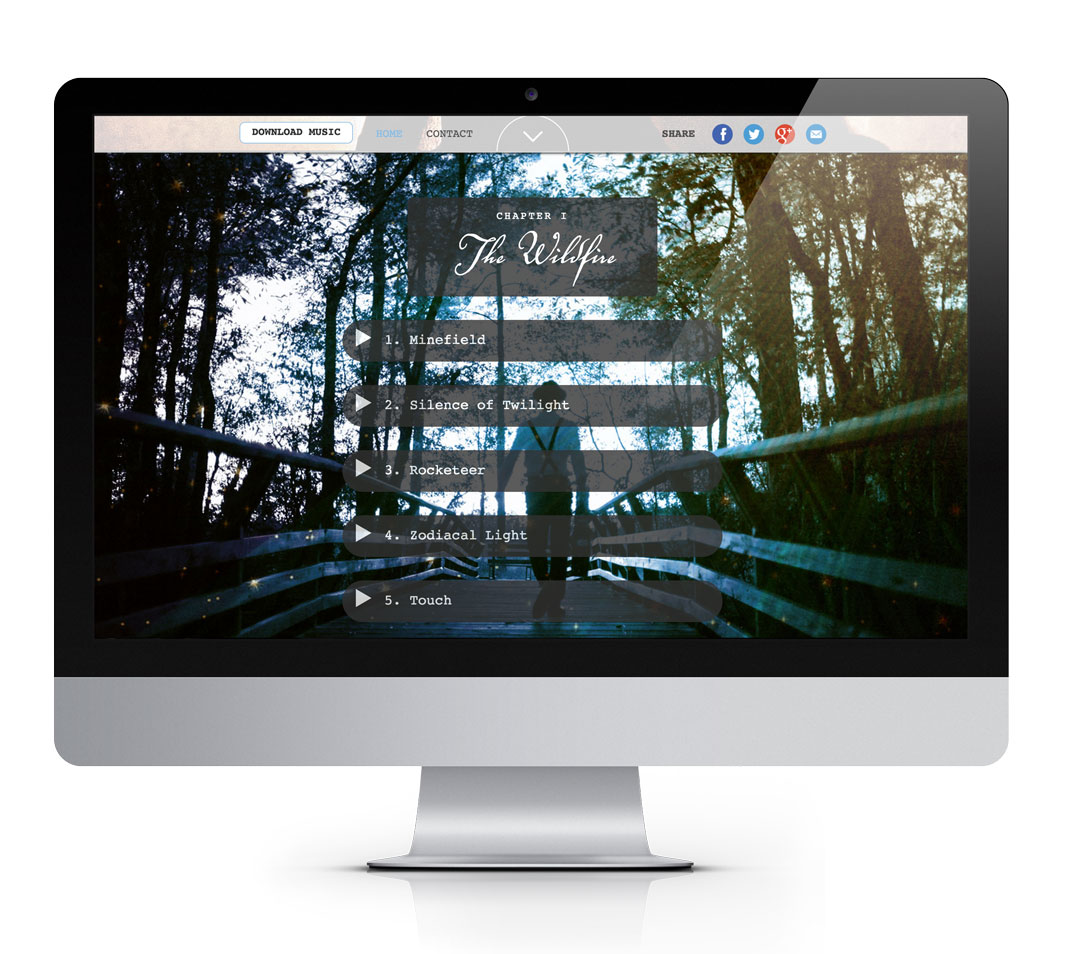 DOWNLOAD MUSIC HOME CONTACT SHARE f g+
CHAPTER I
The Wildfire
1. Minefield
2. Silence of Twilight
3. Rocketeer
4. Zodiacal Light
5. Touch